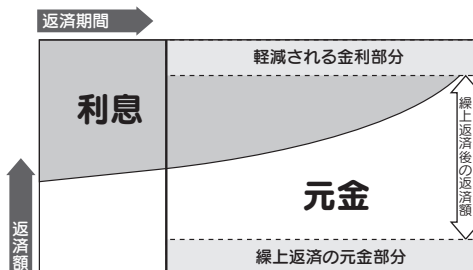 返済期間
軽減される金利部分
利息
繰上返済後の返済額
元金
返済額
繰上返済の元金部分